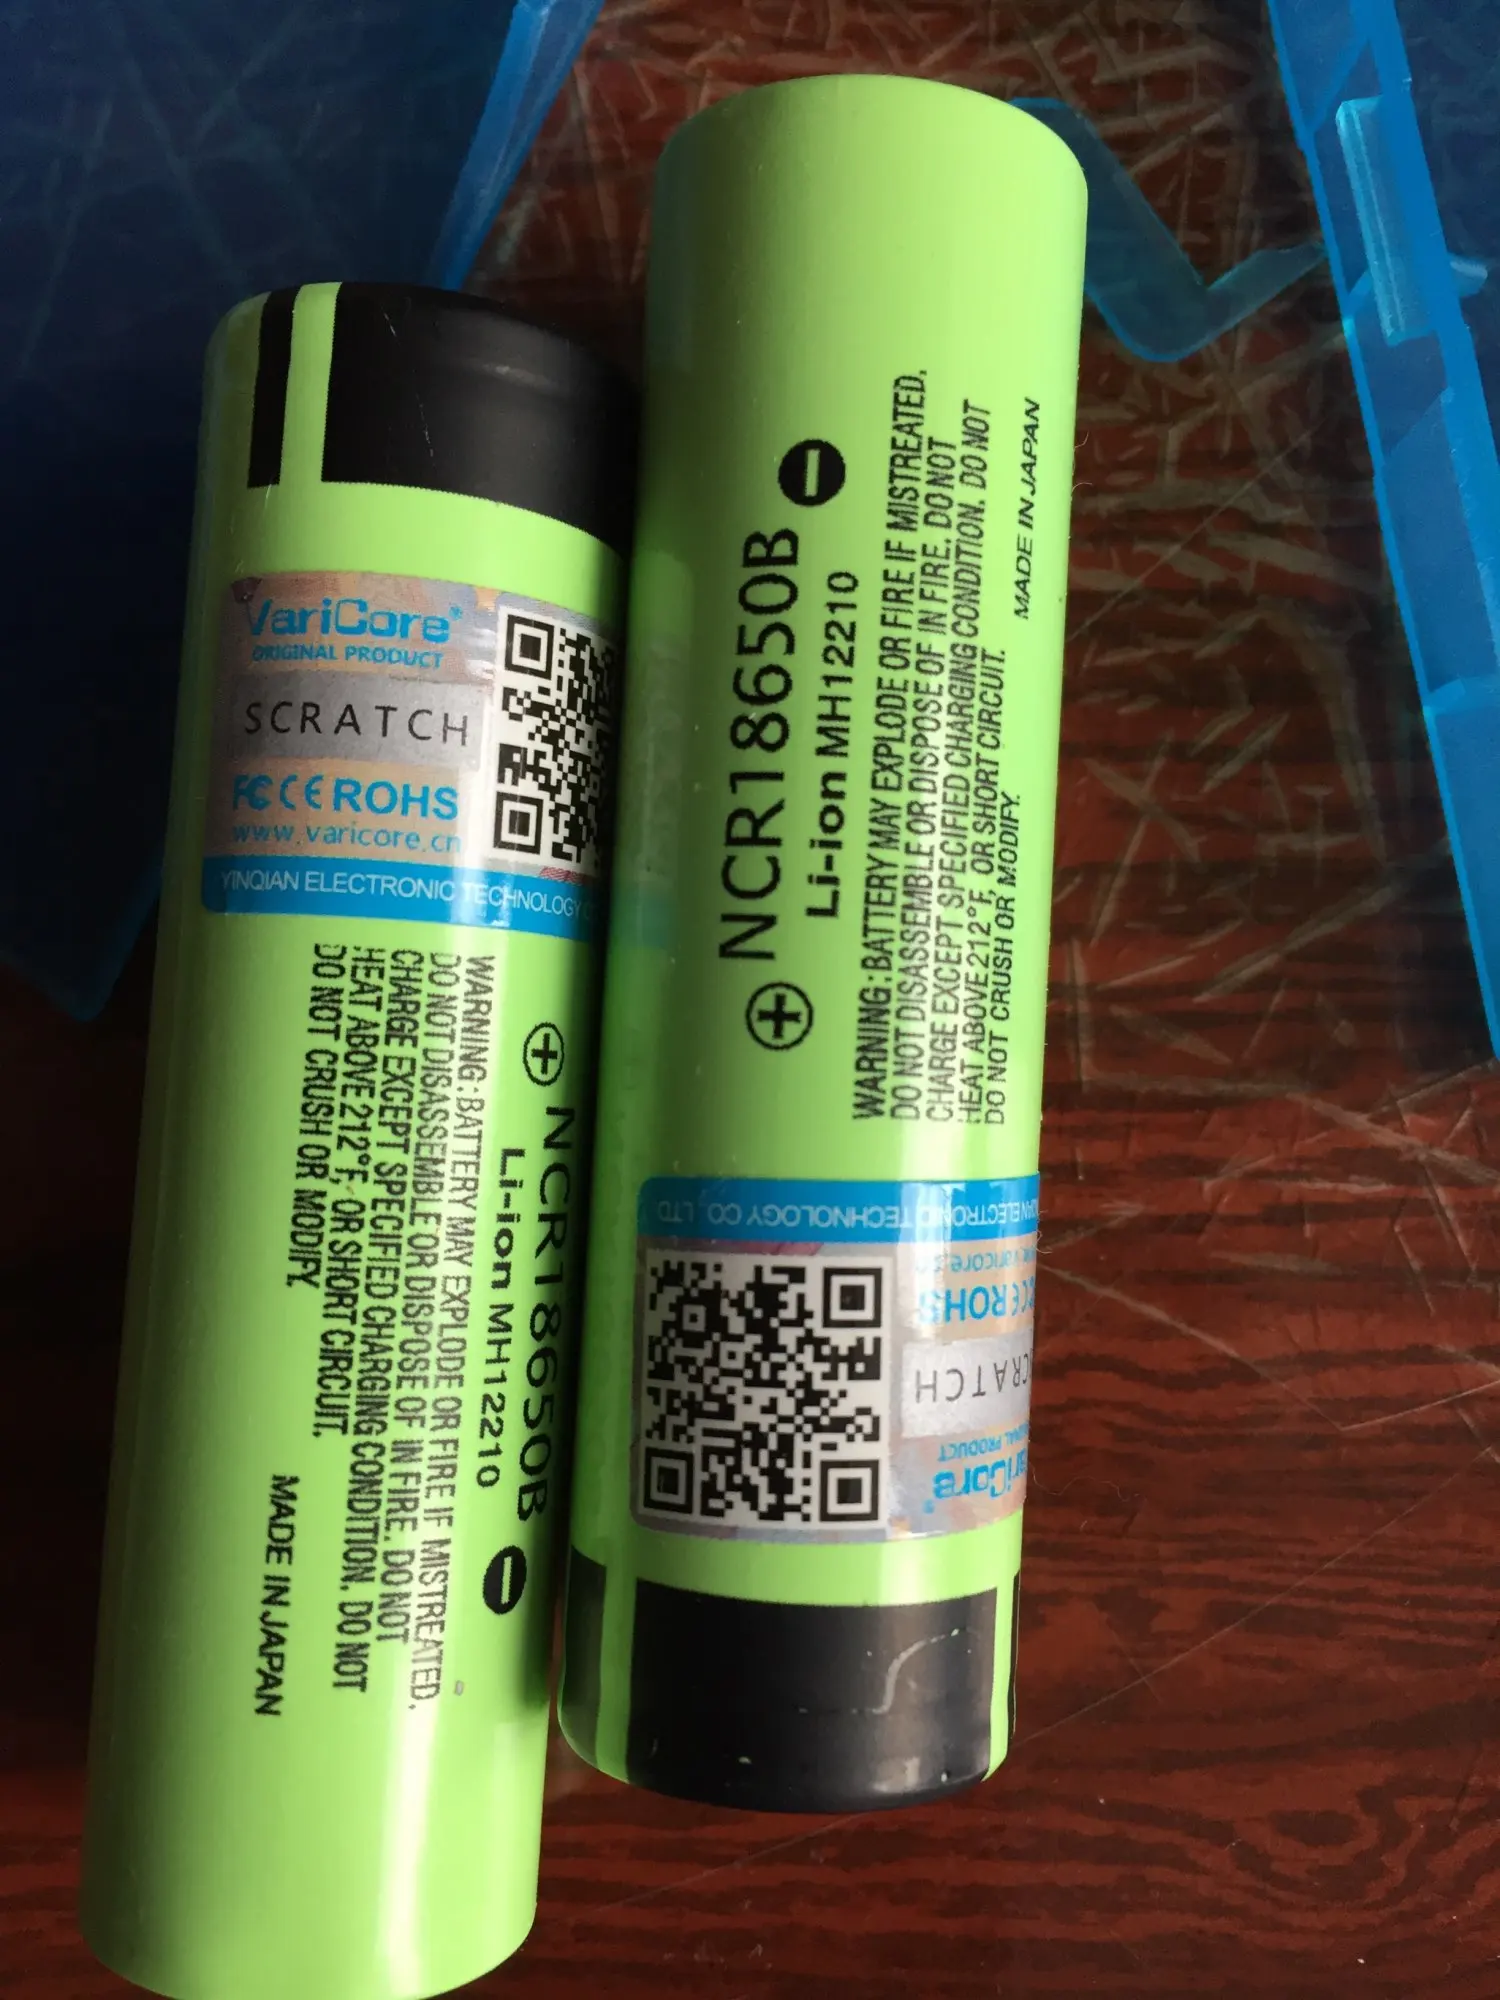 VariCore®
ORIGINAL PRODUCT
SCRATCH
FC CE ROHS
www.varicore.cn
YINQIAN ELECTRONIC TECHNOLOGY
NCR18650B
Li-ion MH12210
WARNING : BATTERY MAY EXPLODE OR FIRE IF MISTREATED.
DO NOT DISASSEMBLE OR DISPOSE OF IN FIRE. DO NOT
CHARGE EXCEPT SPECIFIED CHARGING CONDITION. DO NOT
HEAT ABOVE 212°F, OR SHORT CIRCUIT.
DO NOT CRUSH OR MODIFY.
MADE IN JAPAN
NCR18650B
Li-ion MH12210
WARNING : BATTERY MAY EXPLODE OR FIRE IF MISTREATED.
DO NOT DISASSEMBLE OR DISPOSE OF IN FIRE. DO NOT
CHARGE EXCEPT SPECIFIED CHARGING CONDITION. DO NOT
HEAT ABOVE 212°F, OR SHORT CIRCUIT.
DO NOT CRUSH OR MODIFY.
MADE IN JAPAN
ariCore®
PRODUCT
CRATCH
CE ROHS
ELECTRONIC TECHNOLOGY CO., LTD